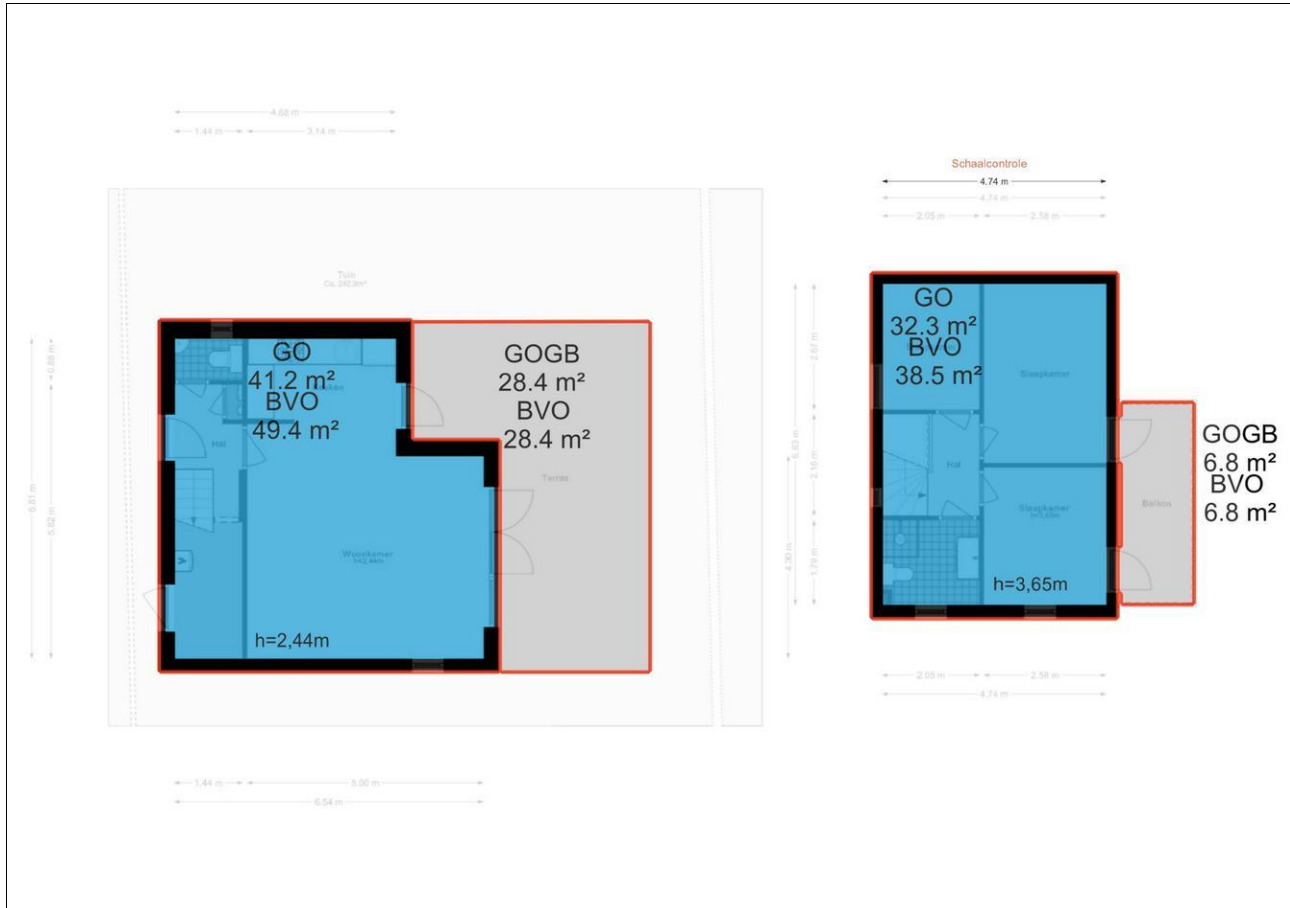 4.68 m
1.44 m
3.14 m
Schaalcontrole
4.74 m
4.74 m
2.05 m
2.58 m
Tuin
GO
41.2 m²
BVO
49.4 m²
Hal
Woonkamer
h=2,44m
h=2,44m
0.88 m
5.82 m
6.81 m
GOGB
28.4 m²
BVO
28.4 m²
Terras
GO
32.3 m²
BVO
38.5 m²
Slaapkamer
Hal
Slaapkamer
h=3,65m
Balkon
GOGB
6.8 m²
BVO
6.8 m²
2.67 m
2.18 m
1.79 m
6.83 m
4.30 m
2.05 m
2.58 m
4.74 m
1.44 m
5.00 m
6.54 m